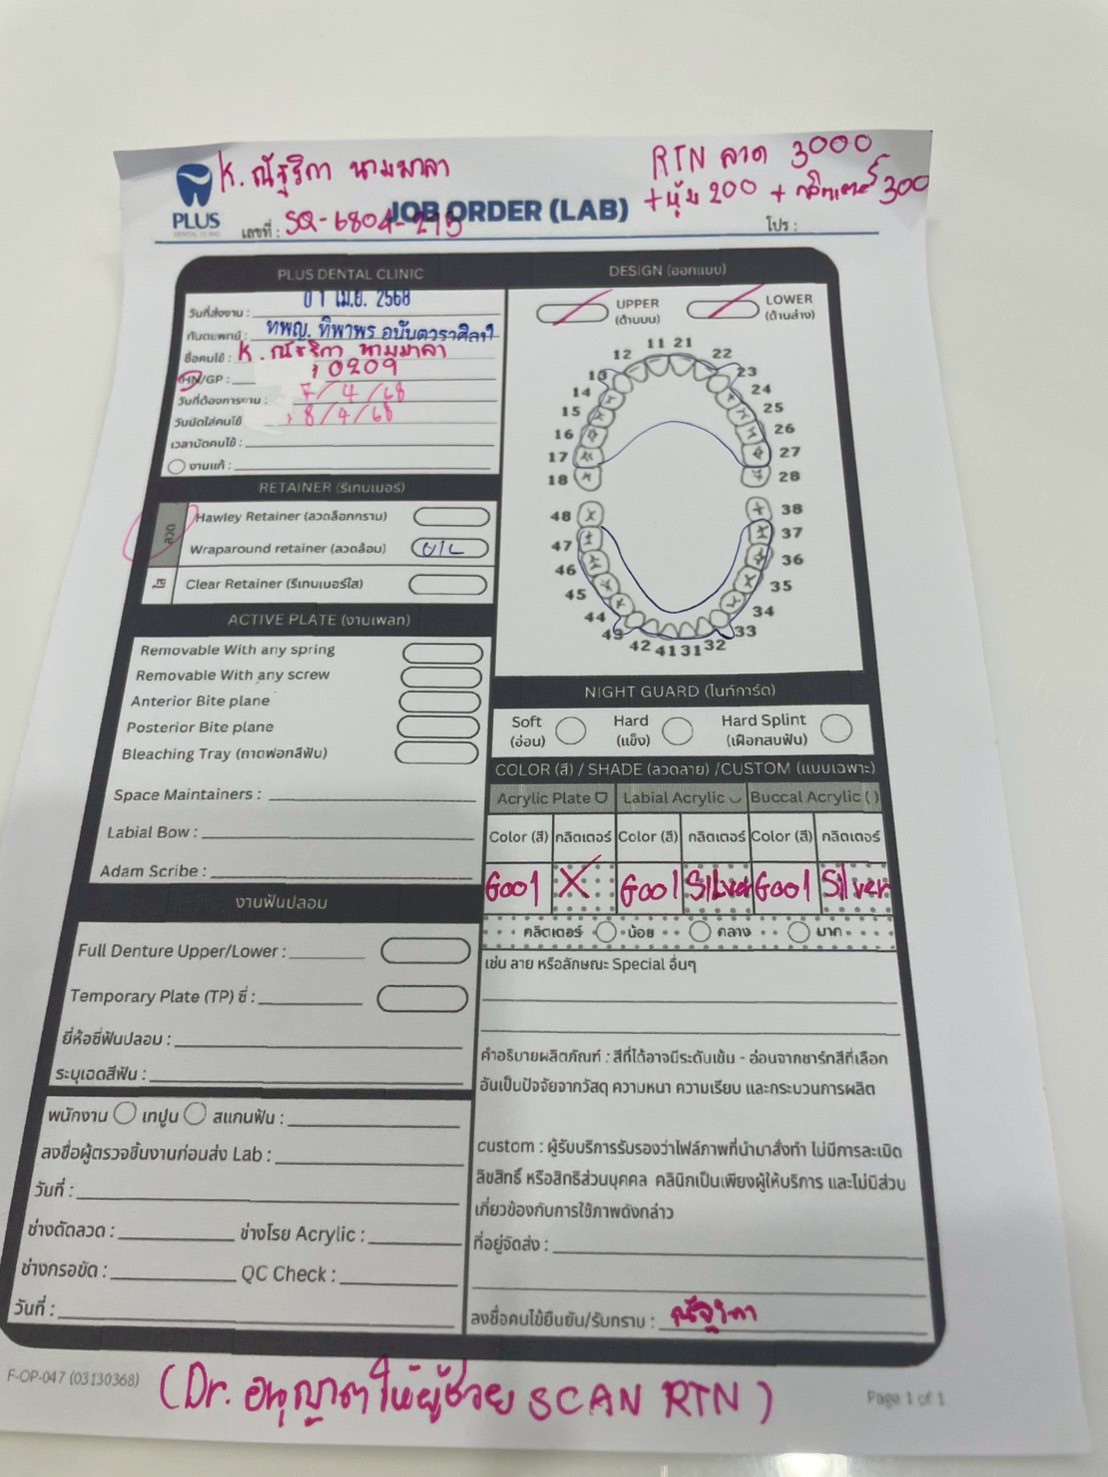 K. ณัฐริกา นามมาลา
RTN ลวด 3000
+ หุ้ม 200 + กลิตเตอร์ 300
PLUS
DENTAL CLINIC
JOB ORDER (LAB)
เลขที่ : SQ-6804-215
โปร :
PLUS DENTAL CLINIC
วันที่ส่งงาน : 01 เม.ย. 2568
ทันตแพทย์ : ทพญ. ทิพาพร
ชื่อคนไข้ : K. ณัฐริกา นามมาลา
HN/GP : 0209
วันที่ต้องการงาน : 7/4/68
วันนัดใส่คนไข้ 8/4/68
เวลานัดคนไข้ :
งานแก้ :
DESIGN (ออกแบบ)
UPPER
(ด้านบน)
LOWER
(ด้านล่าง)
11 21
12 22
13 23
14 24
15 25
16 26
17 27
18 28
48 38
47 37
46 36
45 35
44 34
43 33
42 41 31 32
RETAINER (รีเทนเนอร์)
ลวด
Hawley Retainer (ลวดล็อกกราม)
Wraparound retainer (ลวดล้อม) U/L
ใส
Clear Retainer (รีเทนเนอร์ใส)
ACTIVE PLATE (งานเพลท)
Removable With any spring
Removable With any screw
Anterior Bite plane
Posterior Bite plane
Bleaching Tray (ถาดฟอกสีฟัน)
Space Maintainers :
Labial Bow :
Adam Scribe :
NIGHT GUARD (ไนท์การ์ด)
Soft
(อ่อน)
Hard
(แข็ง)
Hard Splint
(เฝือกสบฟัน)
COLOR (สี) / SHADE (ลวดลาย) /CUSTOM (แบบเฉพาะ)
Acrylic Plate Labial Acrylic Buccal Acrylic ( )
Color (สี) กลิตเตอร์ Color (สี) กลิตเตอร์ Color (สี) กลิตเตอร์
G001 X G001 Silver G001 Silver
กลิตเตอร์ น้อย กลาง มาก
เช่น ลาย หรือลักษณะ Special อื่นๆ
คำอธิบายผลิตภัณฑ์ : สีที่ได้อาจมีระดับเข้ม - อ่อนจากชาร์ทสีที่เลือก
อันเป็นปัจจัยจากวัสดุ ความหนา ความเรียบ และกระบวนการผลิต
custom : ผู้รับบริการรับรองว่าไฟล์ภาพที่นำมาสั่งทำ ไม่มีการละเมิด
ลิขสิทธิ์ หรือสิทธิส่วนบุคคล คลินิกเป็นเพียงผู้ให้บริการ และไม่มีส่วน
เกี่ยวข้องกับการใช้ภาพดังกล่าว
ที่อยู่จัดส่ง :
ลงชื่อคนไข้ยืนยัน/รับทราบ : ณัฐริกา
งานฟันปลอม
Full Denture Upper/Lower :
Temporary Plate (TP) ซี่ :
ยี่ห้อซี่ฟันปลอม :
ระบุเฉดสีฟัน :
พนักงาน เทปูน สแกนฟัน :
ลงชื่อผู้ตรวจชิ้นงานก่อนส่ง Lab :
วันที่ :
ช่างดัดลวด : ช่างโรย Acrylic :
ช่างกรอขัด : QC Check :
วันที่ :
F-OP-047 (03130368)
(Dr. อนุญาตให้ผู้ช่วย SCAN RTN)
Page 1 of 1